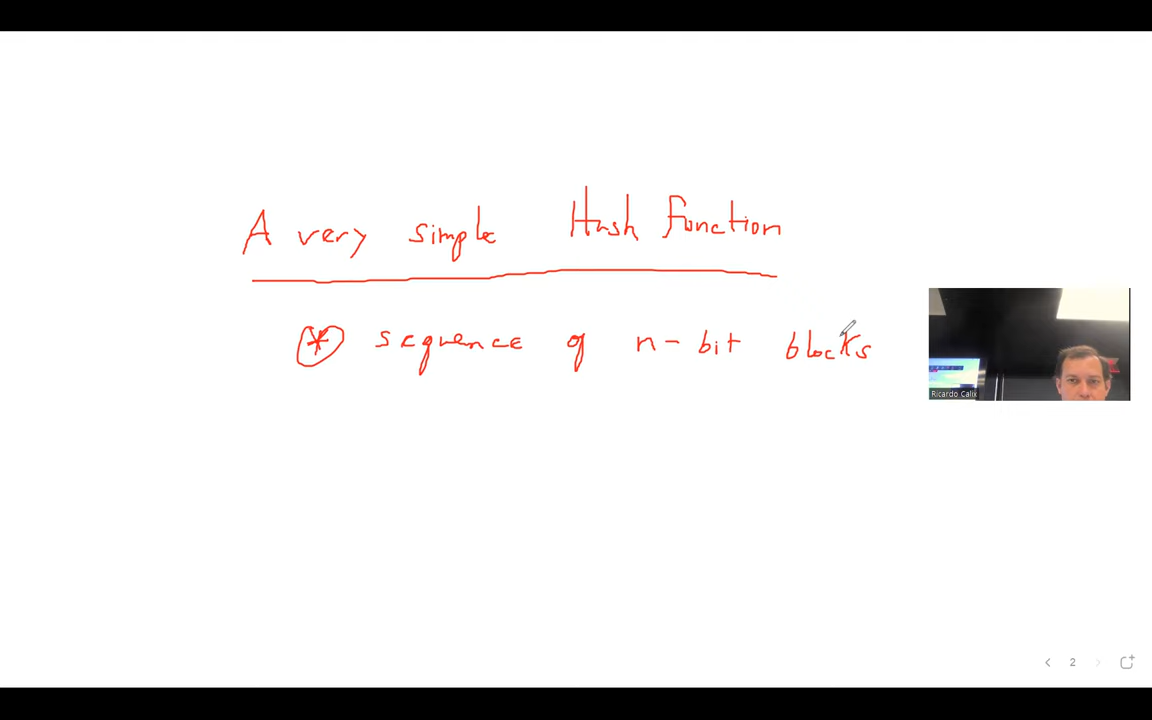 A very simple Hash Function
* sequence of n-bit blocks
Ricardo Calix
2